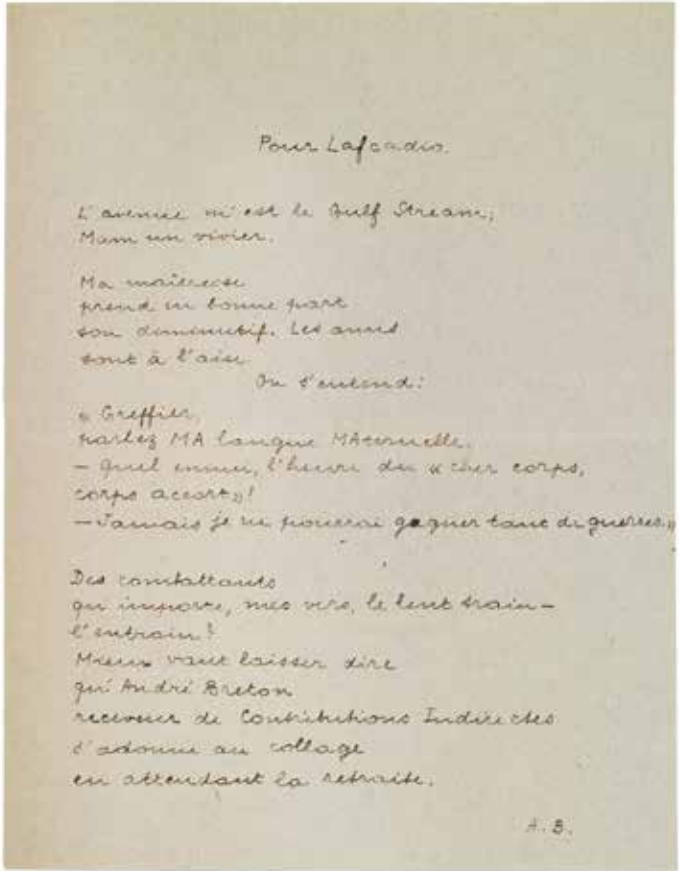 Pour Lafcadio.
L'avenue m'est le Gulf Stream;
Mam un vivier.
Ma maîtresse
prend en bonne part
son diminutif. Les amis
sont à l'aise
On s'entend:
« Greffier,
parlez MA langue MAternelle.
– Quel ennui, l'heure du « cher corps,
corps accort »!
– Jamais je ne pourrai gagner tant de guerres. »
Des combattants
qu'importe, mes vers, le lent train –
l'entrain!
Mieux vaut laisser dire
qu'André Breton
receveur de Contributions Indirectes
s'adonne au collage
en attendant la retraite.
A. B.